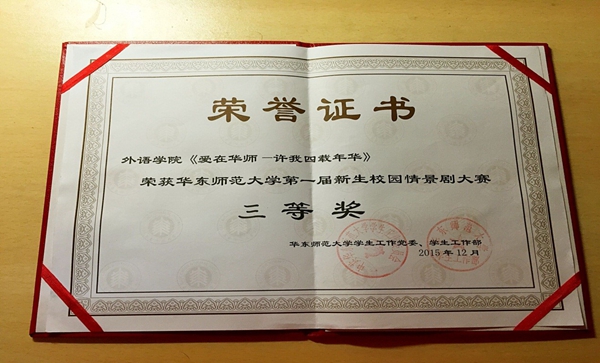 荣誉证书
外语学院《爱在华师—许我四载年华》
荣获华东师范大学第一届新生校园情景剧大赛
三等奖
华东师范大学学生工作党委、学生工作部
2015年12月